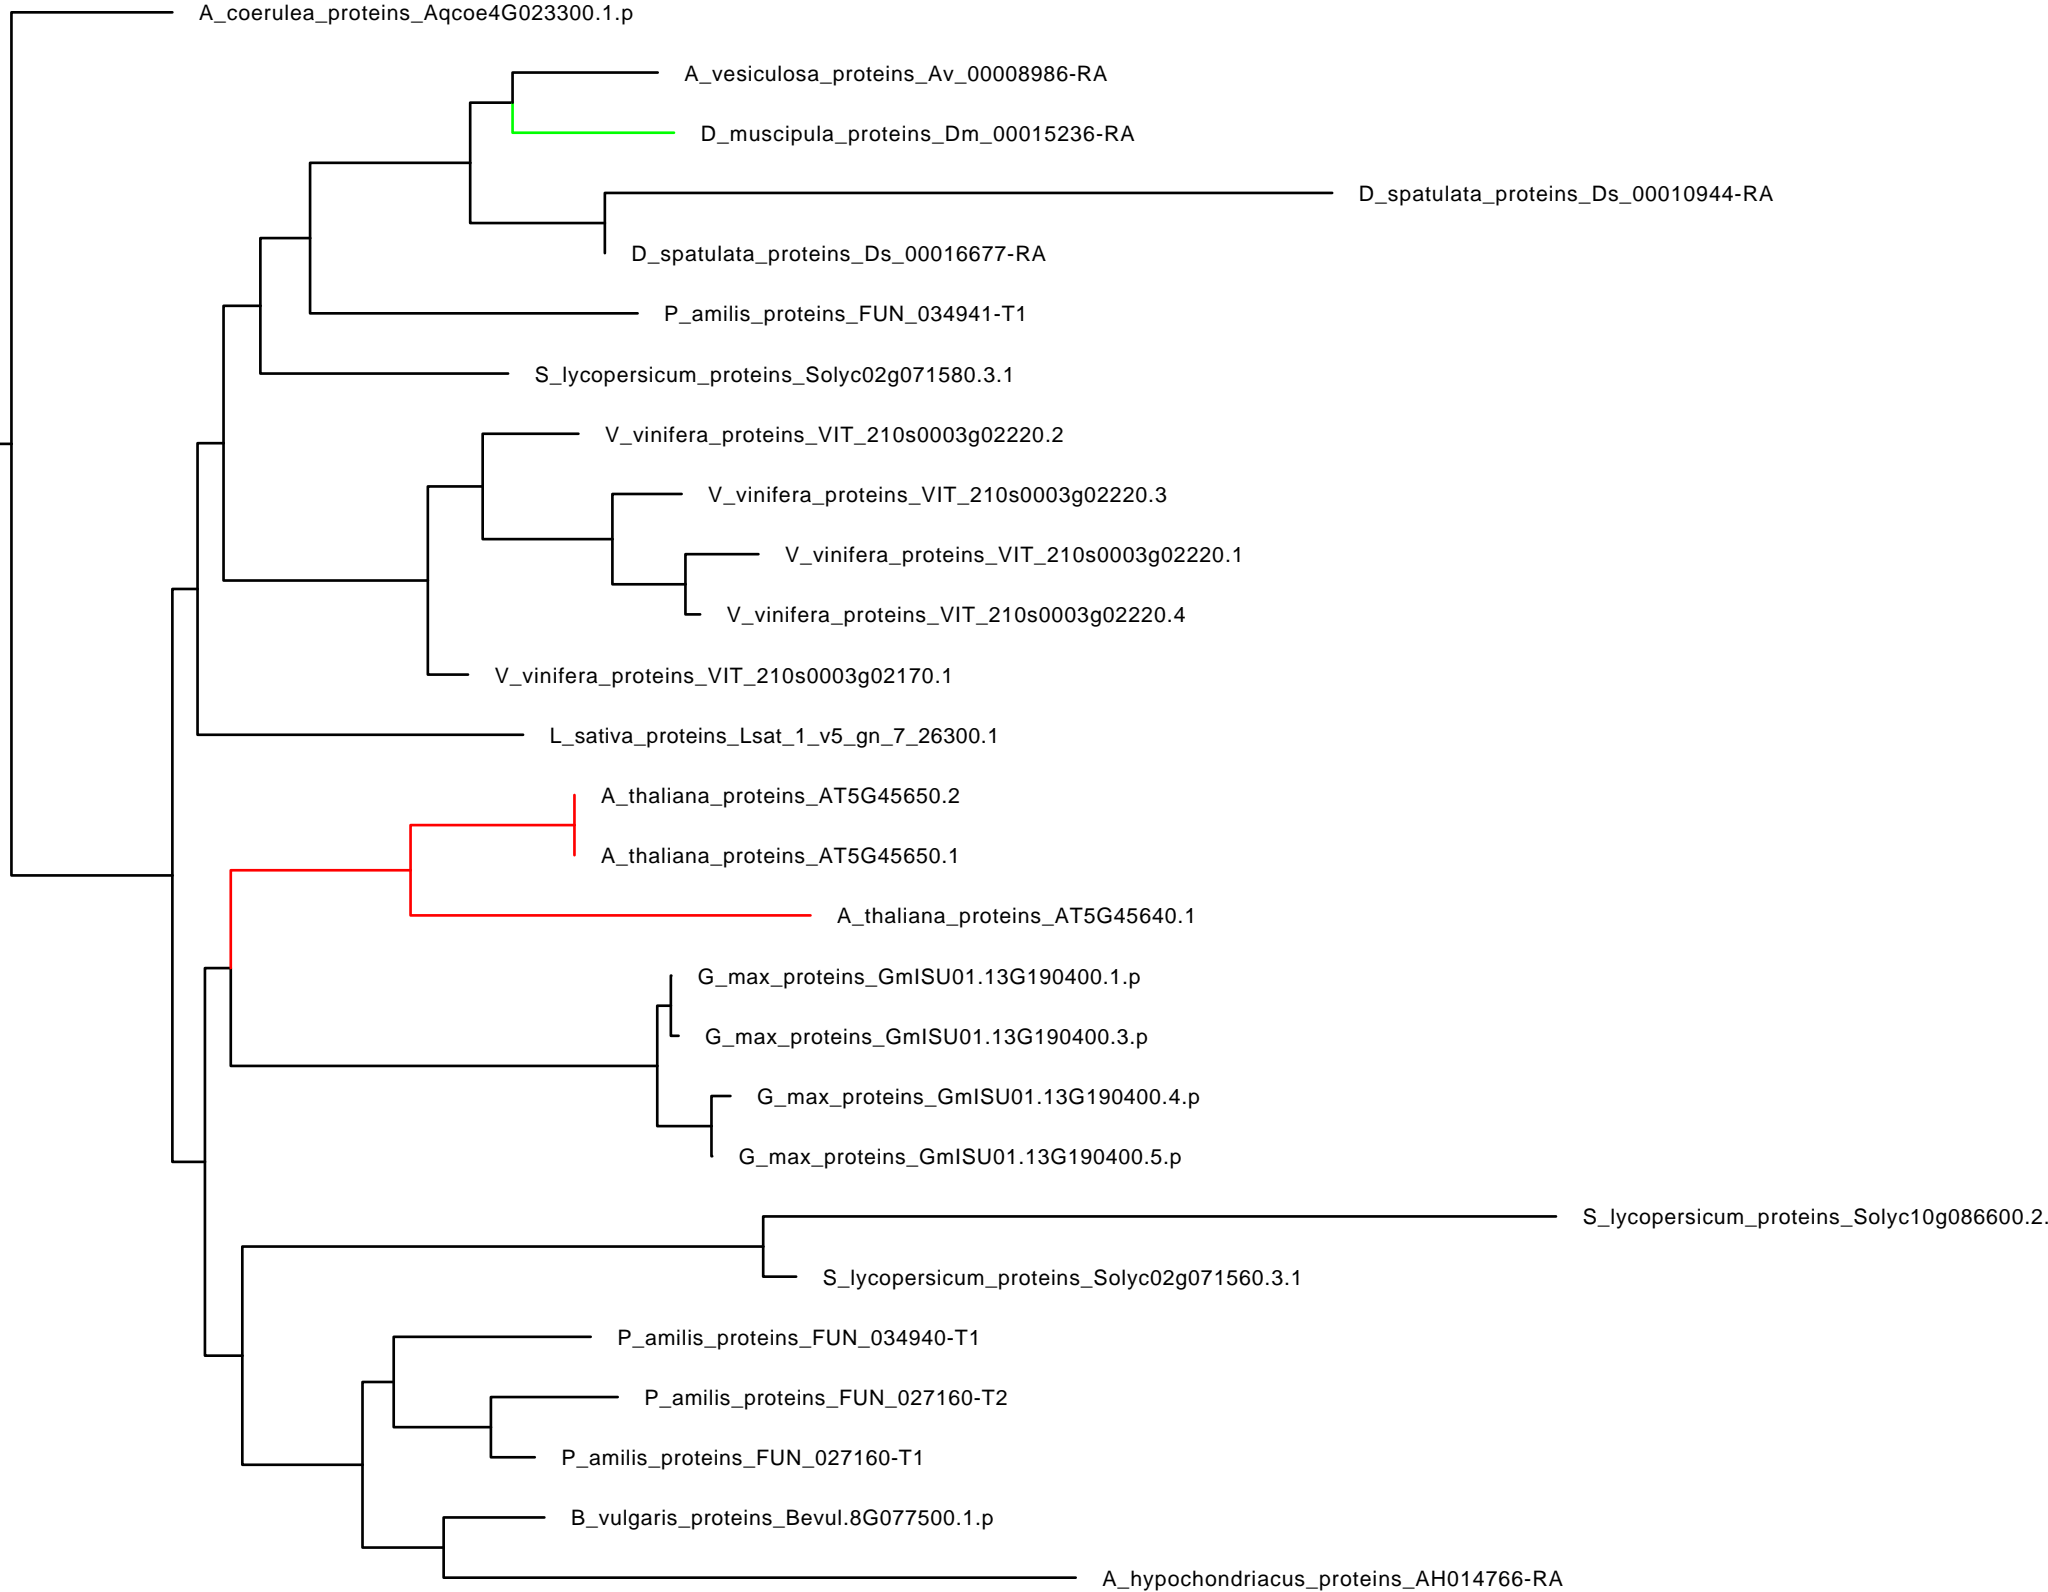 A_coerulea_proteins_Aqcoe4G023300.1.p
A_vesiculosa_proteins_Av_00008986-RA
D_muscipula_proteins_Dm_00015236-RA
D_spatulata_proteins_Ds_00010944-RA
D_spatulata_proteins_Ds_00016677-RA
P_amilis_proteins_FUN_034941-T1
S_lycopersicum_proteins_Solyc02g071580.3.1
V_vinifera_proteins_VIT_210s0003g02220.2
V_vinifera_proteins_VIT_210s0003g02220.3
V_vinifera_proteins_VIT_210s0003g02220.1
V_vinifera_proteins_VIT_210s0003g02220.4
V_vinifera_proteins_VIT_210s0003g02170.1
L_sativa_proteins_Lsat_1_v5_gn_7_26300.1
A_thaliana_proteins_AT5G45650.2
A_thaliana_proteins_AT5G45650.1
A_thaliana_proteins_AT5G45640.1
G_max_proteins_GmISU01.13G190400.1.p
G_max_proteins_GmISU01.13G190400.3.p
G_max_proteins_GmISU01.13G190400.4.p
G_max_proteins_GmISU01.13G190400.5.p
S_lycopersicum_proteins_Solyc10g086600.2.
S_lycopersicum_proteins_Solyc02g071560.3.1
P_amilis_proteins_FUN_034940-T1
P_amilis_proteins_FUN_027160-T2
P_amilis_proteins_FUN_027160-T1
B_vulgaris_proteins_Bevul.8G077500.1.p
A_hypochondriacus_proteins_AH014766-RA